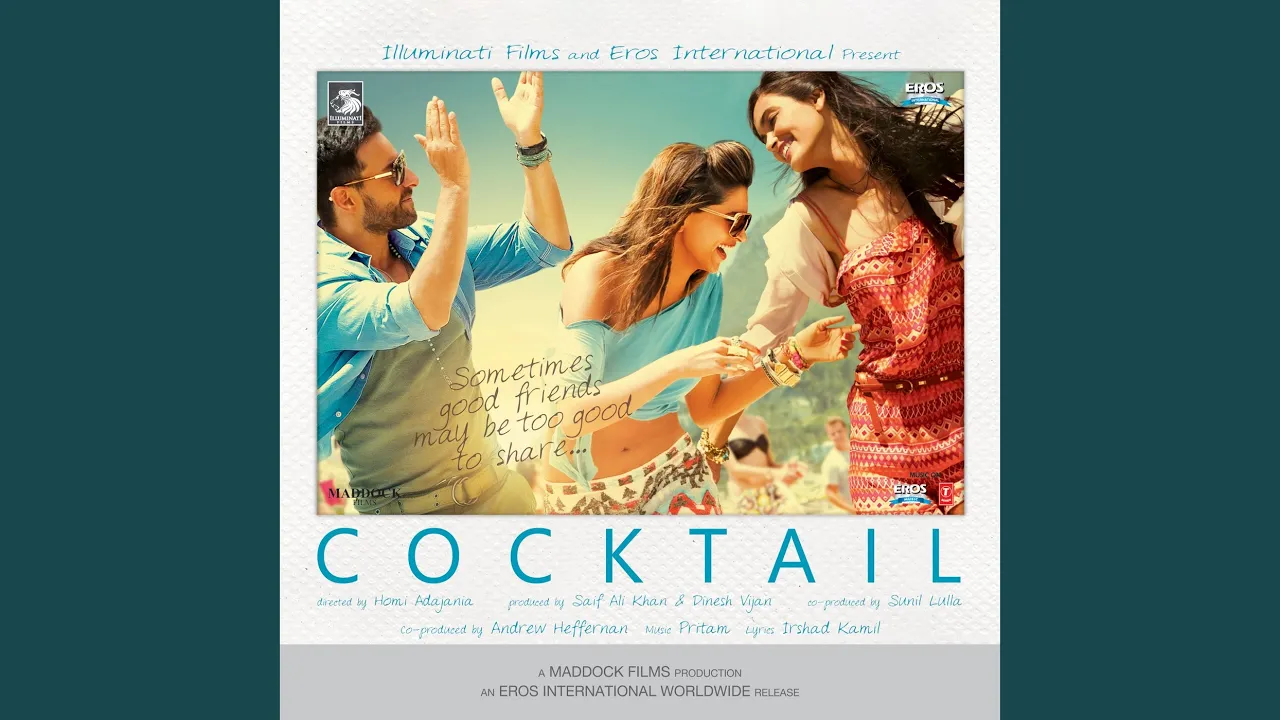 Illuminati Films and Eros International Present
ILLUMINATI
FILMS
EROS
INTERNATIONAL
Sometimes
good friends
may be too good
to share...
MADDOCK
FILMS
MUSIC ON
EROS
MUSIC
T
COCKTAIL
directed by Homi Adajania produced by Saif Ali Khan & Dinesh Vijan co-produced by Sunil Lulla
Co-produced by Andrew Heffernan Music Pritam Lyrics Irshad Kamil
A MADDOCK FILMS PRODUCTION
AN EROS INTERNATIONAL WORLDWIDE RELEASE